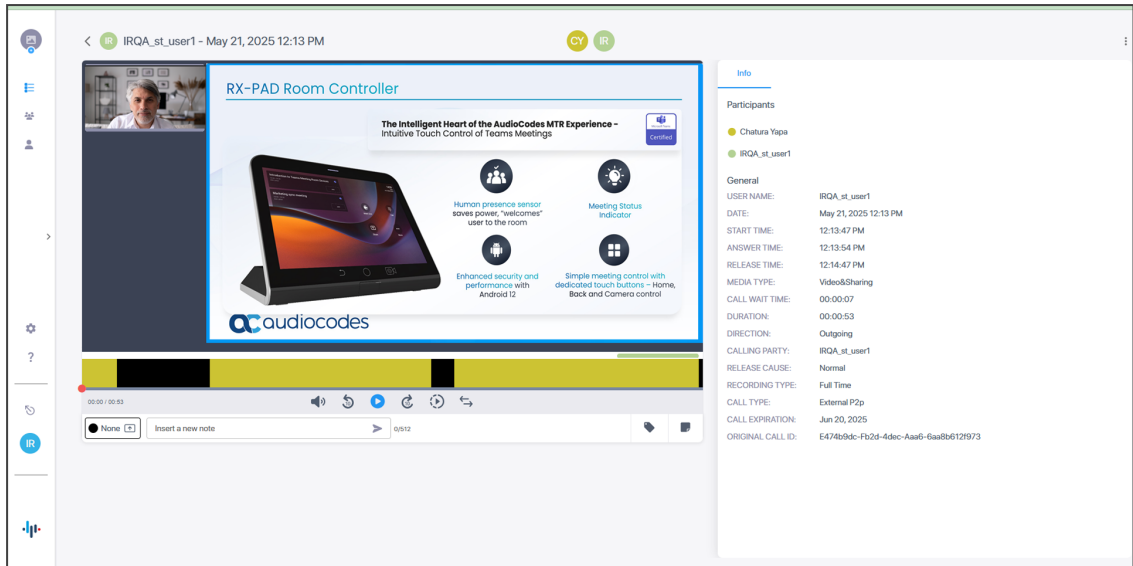 IR IRQA_st_user1 - May 21, 2025 12:13 PM
CY IR
RX-PAD Room Controller
The Intelligent Heart of the AudioCodes MTR Experience -
Intuitive Touch Control of Teams Meetings
Certified
Human presence sensor
saves power, “welcomes”
user to the room
Meeting Status
Indicator
Enhanced security and
performance with
Android 12
Simple meeting control with
dedicated touch buttons – Home,
Back and Camera control
audiocodes
00:00 / 00:53
None
Insert a new note
0/512
IR
Info
Participants
Chatura Yapa
IRQA_st_user1
General
USER NAME: IRQA_st_user1
DATE: May 21, 2025 12:13 PM
START TIME: 12:13:47 PM
ANSWER TIME: 12:13:54 PM
RELEASE TIME: 12:14:47 PM
MEDIA TYPE: Video&Sharing
CALL WAIT TIME: 00:00:07
DURATION: 00:00:53
DIRECTION: Outgoing
CALLING PARTY: IRQA_st_user1
RELEASE CAUSE: Normal
RECORDING TYPE: Full Time
CALL TYPE: External P2p
CALL EXPIRATION: Jun 20, 2025
ORIGINAL CALL ID: E474b9dc-Fb2d-4dec-Aaa6-6aa8b612f973